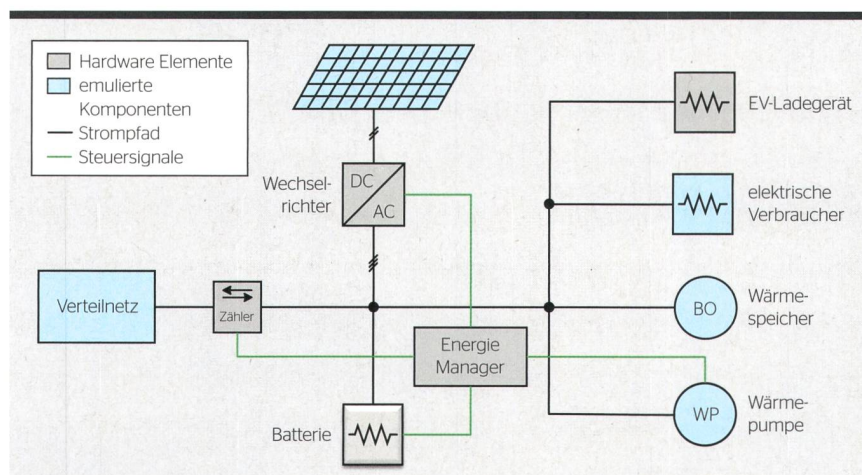 Hardware Elemente
emulierte
Komponenten
Strompfad
Steuersignale
EV-Ladegerät
Wechsel-
richter
DC
AC
elektrische
Verbraucher
Verteilnetz
Zähler
BO
Wärme-
speicher
Energie
Manager
Batterie
WP
Wärme-
pumpe